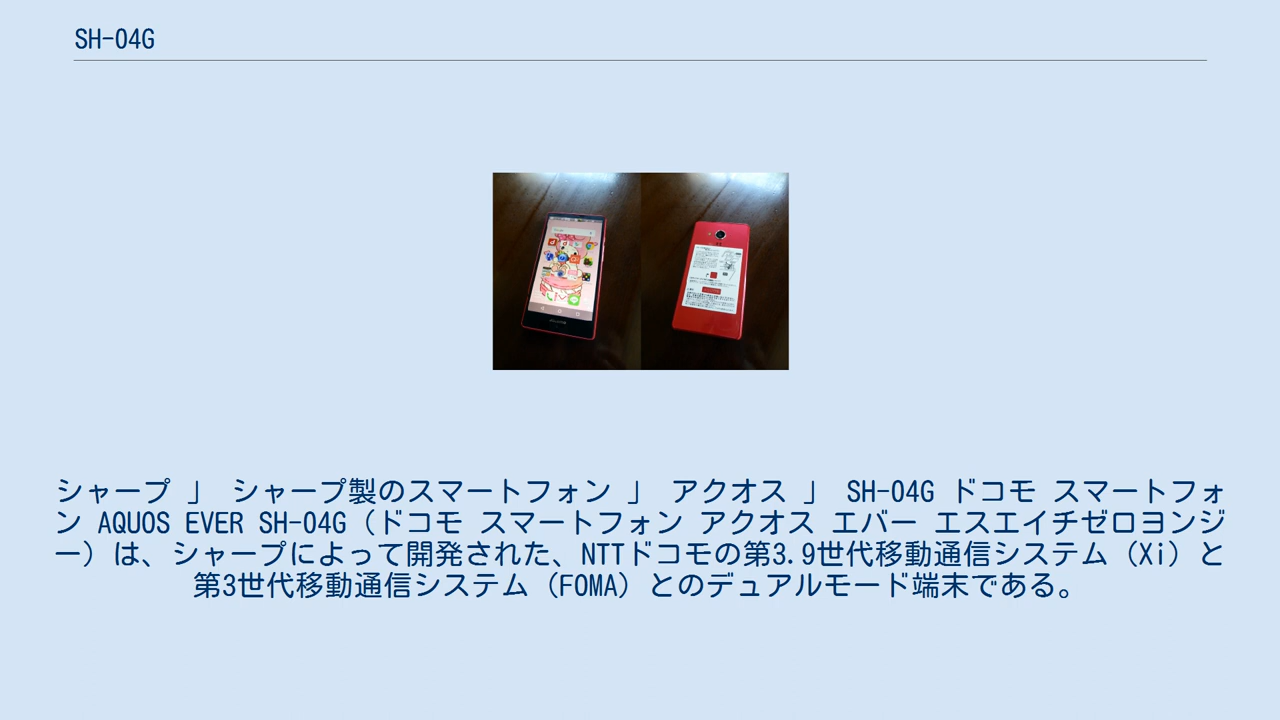 SH-04G
シャープ 」 シャープ製のスマートフォン 」 アクオス 」 SH-04G ドコモ スマートフォ
ン AQUOS EVER SH-04G（ドコモ スマートフォン アクオス エバー エスエイチゼロヨンジ
ー）は、シャープによって開発された、NTTドコモの第3.9世代移動通信システム（Xi）と
第3世代移動通信システム（FOMA）とのデュアルモード端末である。